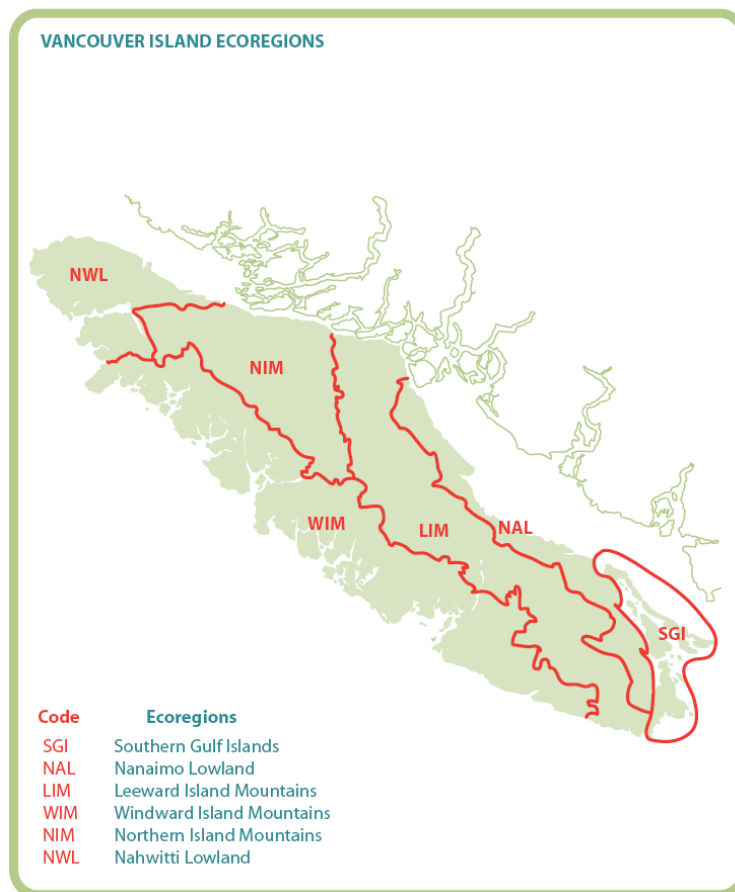 VANCOUVER ISLAND ECOREGIONS
NWL
NIM
WIM
LIM
NAL
SGI
Code Ecoregions
SGI Southern Gulf Islands
NAL Nanaimo Lowland
LIM Leeward Island Mountains
WIM Windward Island Mountains
NIM Northern Island Mountains
NWL Nahwitti Lowland